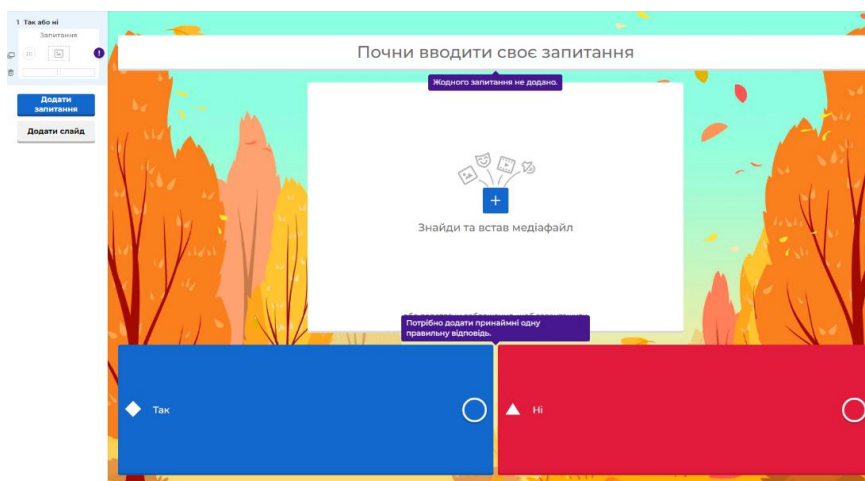 1 Так або ні
Запитання
Додати
запитання
Додати слайд
Почни вводити своє запитання
Жодного запитання не додано.
Знайди та встав медіафайл
Потрібно додати принаймні одну
правильну відповідь.
Так
Ні